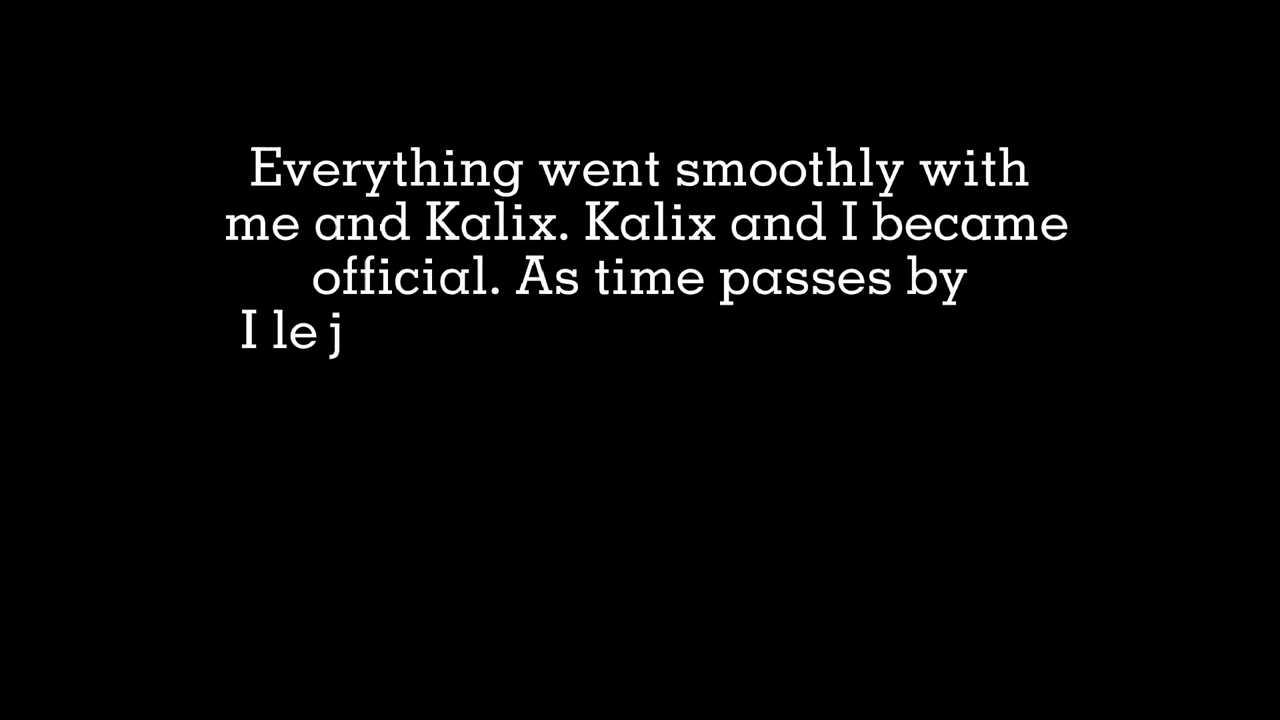 Everything went smoothly with
me and Kalix. Kalix and I became
official. As time passes by
I le j